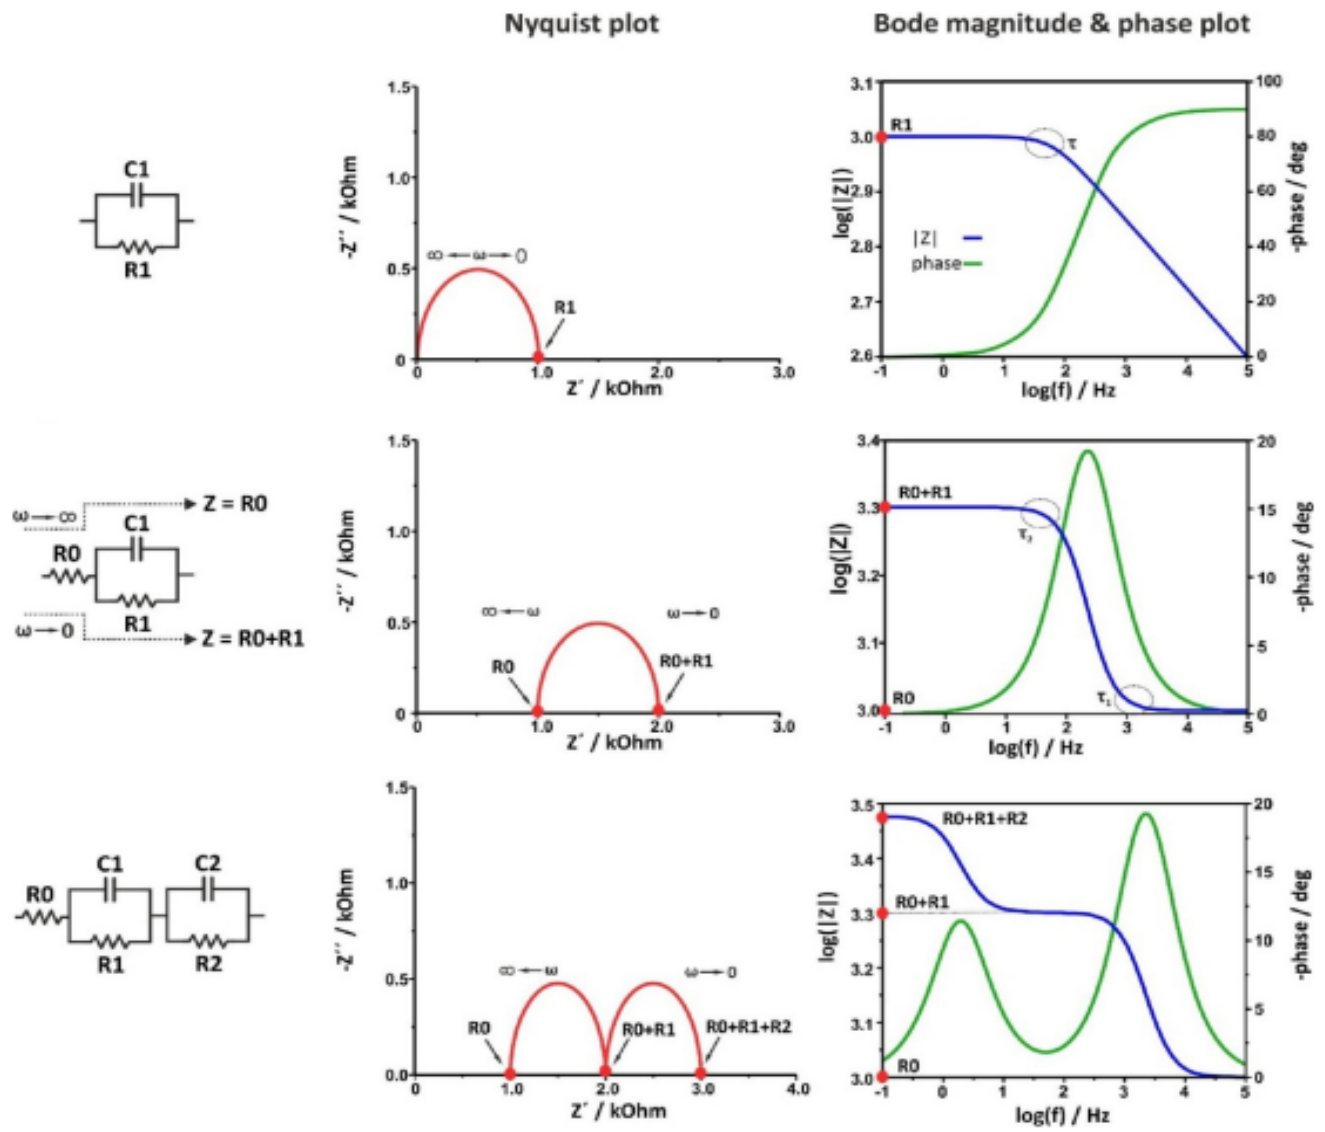 Nyquist plot
Bode magnitude & phase plot
C1
R1
-Z´´ / kOhm
1.5
1.0
0.5
0
∞ ← ω → 0
R1
0 1.0 2.0 3.0
Z´ / kOhm
log(|Z|)
3.1
3.0
2.9
2.8
2.7
2.6
R1
τ
|Z|
phase
100
80
60
40
20
0
-phase / deg
-1 0 1 2 3 4 5
log(f) / Hz
ω → ∞
Z = R0
C1
R0
R1
ω → 0
Z = R0+R1
-Z´´ / kOhm
1.5
1.0
0.5
0
∞ ← ω
ω → 0
R0
R0+R1
0 1.0 2.0 3.0
Z´ / kOhm
log(|Z|)
3.4
3.3
3.2
3.1
3.0
R0+R1
τ₂
τ₁
R0
20
15
10
5
0
-phase / deg
-1 0 1 2 3 4 5
log(f) / Hz
C1 C2
R0
R1 R2
-Z´´ / kOhm
1.5
1.0
0.5
0.0
∞ ← ω
ω → 0
R0
R0+R1
R0+R1+R2
0 1.0 2.0 3.0 4.0
Z´ / kOhm
log(|Z|)
3.5
3.4
3.3
3.2
3.1
3.0
R0+R1+R2
R0+R1
R0
20
15
10
5
0
-phase / deg
-1 0 1 2 3 4 5
log(f) / Hz